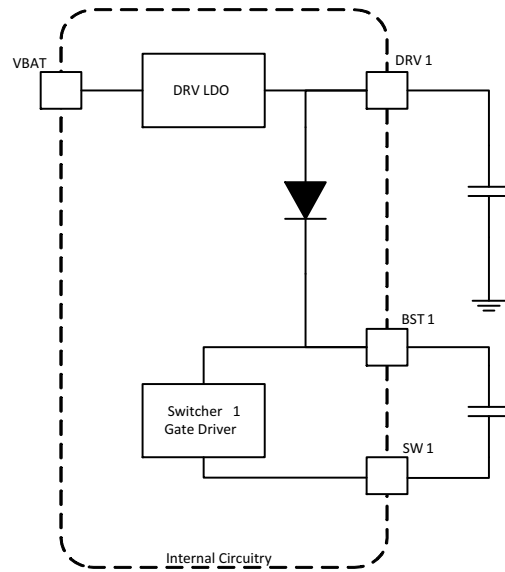 VBAT
DRV LDO
DRV 1
BST 1
Switcher 1
Gate Driver
SW 1
Internal Circuitry